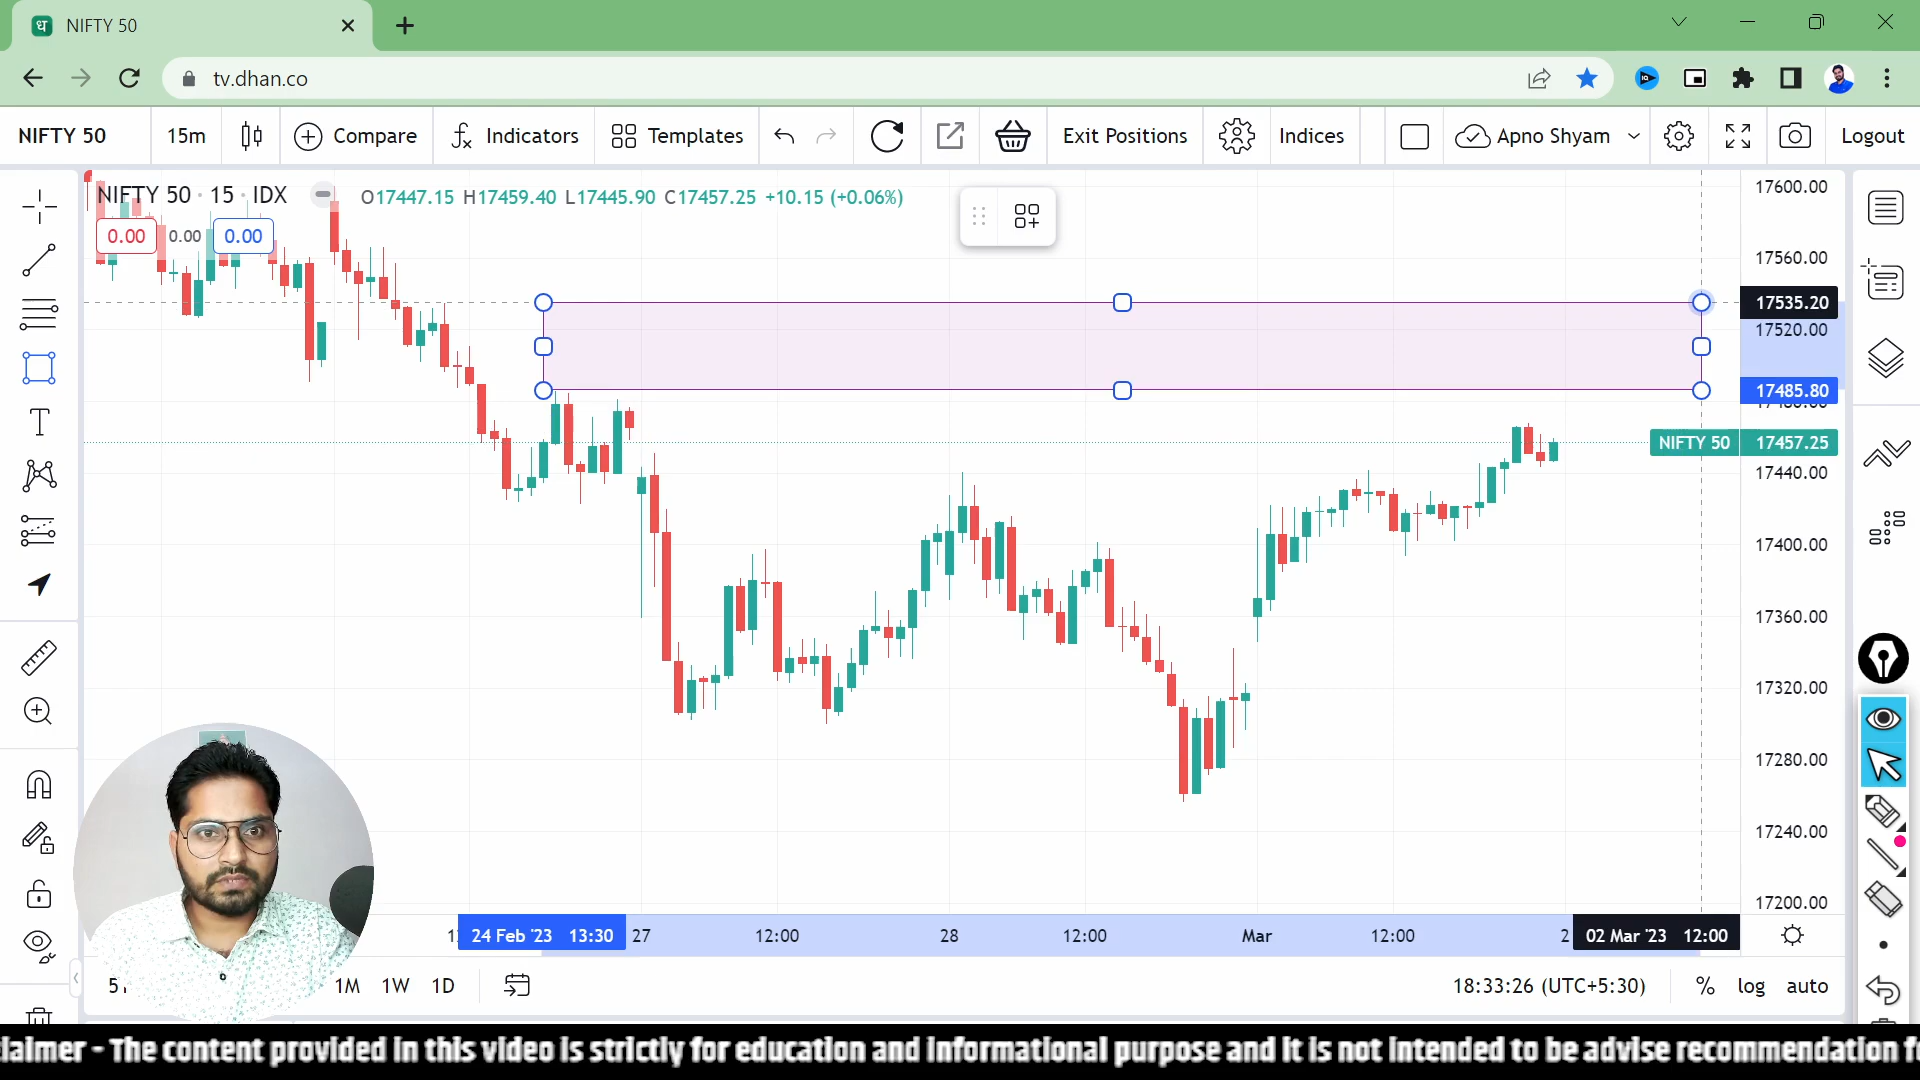 ध NIFTY 50
tv.dhan.co
NIFTY 50 15m Compare Indicators Templates Exit Positions Indices Apno Shyam Logout
NIFTY 50 · 15 · IDX O17447.15 H17459.40 L17445.90 C17457.25 +10.15 (+0.06%)
0.00 0.00 0.00
17600.00
17560.00
17535.20
17520.00
17485.80
17480.00
NIFTY 50 17457.25
17440.00
17400.00
17360.00
17320.00
17280.00
17240.00
17200.00
24 Feb '23 13:30 27 12:00 28 12:00 Mar 12:00 2 02 Mar '23 12:00
1M 1W 1D 18:33:26 (UTC+5:30) % log auto
laimer - The content provided in this video is strictly for education and informational purpose and it is not intended to be advise recommendation f